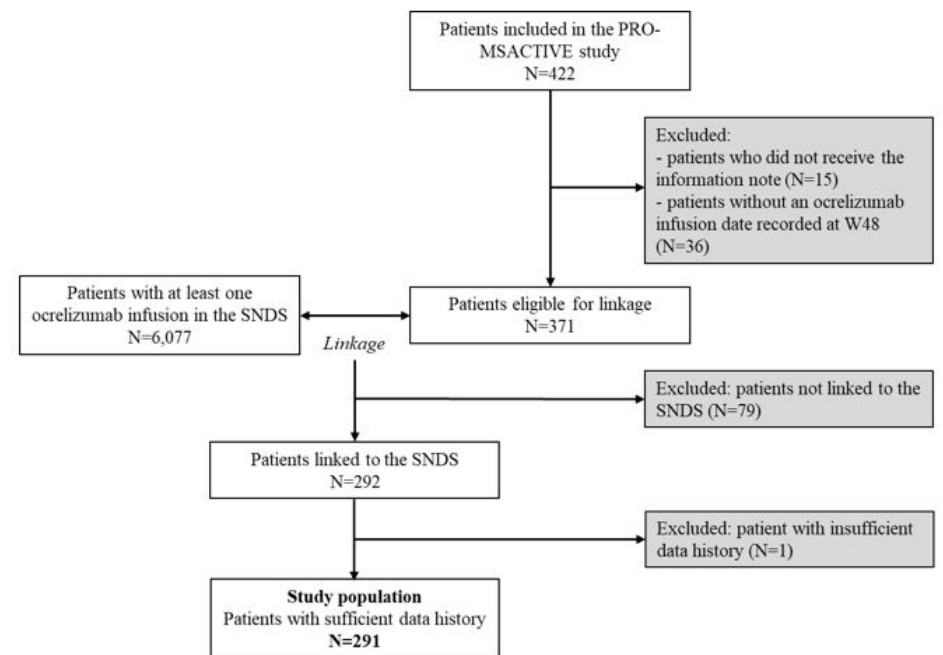 Patients included in the PRO-
MSACTIVE study
N=422
Excluded:
- patients who did not receive the
information note (N=15)
- patients without an ocrelizumab
infusion date recorded at W48
(N=36)
Patients with at least one
ocrelizumab infusion in the SNDS
N=6,077
Patients eligible for linkage
N=371
Linkage
Excluded: patients not linked to the
SNDS (N=79)
Patients linked to the SNDS
N=292
Excluded: patient with insufficient
data history (N=1)
Study population
Patients with sufficient data history
N=291